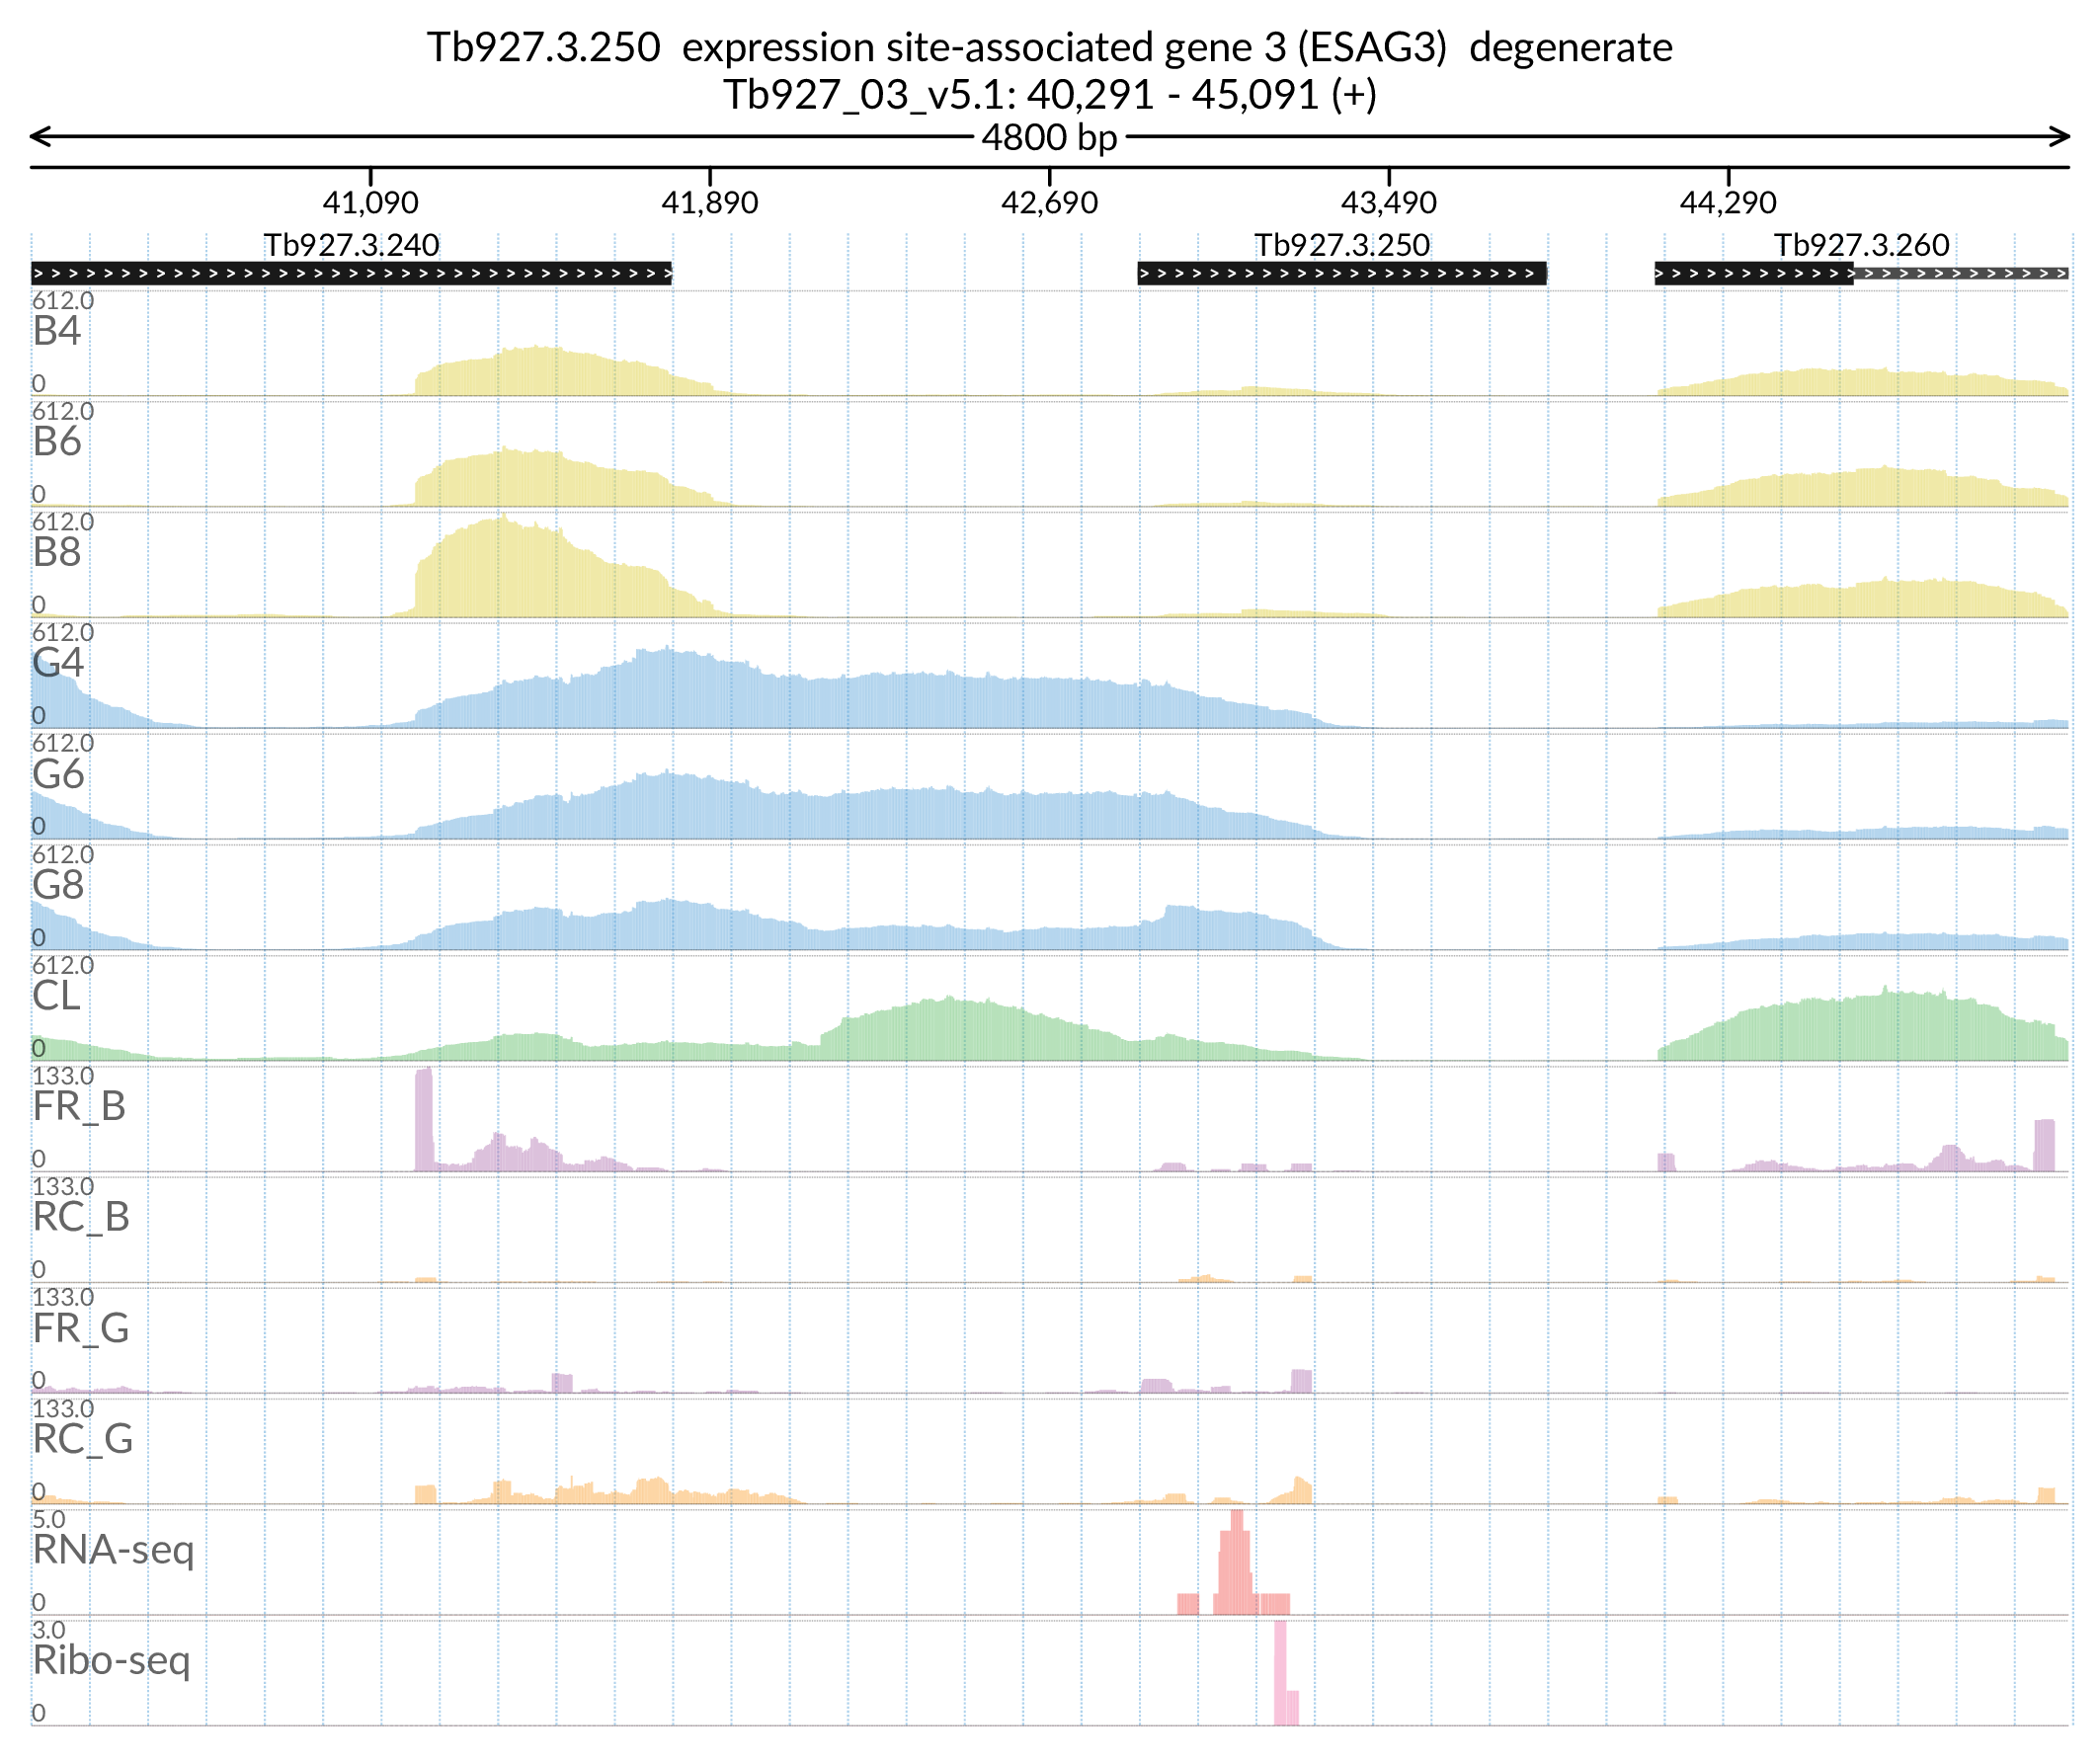 Tb927.3.250  expression site-associated gene 3 (ESAG3)  degenerate
Tb927_03_v5.1: 40,291 - 45,091 (+)
4800 bp
41,090 41,890 42,690 43,490 44,290
Tb927.3.240 Tb927.3.250 Tb927.3.260
612.0
B4
0
612.0
B6
0
612.0
B8
0
612.0
G4
0
612.0
G6
0
612.0
G8
0
612.0
CL
0
133.0
FR_B
0
133.0
RC_B
0
133.0
FR_G
0
133.0
RC_G
0
5.0
RNA-seq
0
3.0
Ribo-seq
0